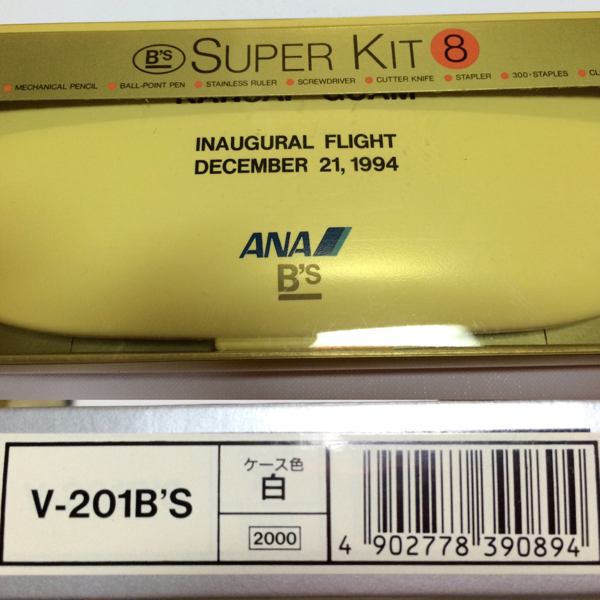 B'S SUPER KIT 8
MECHANICAL PENCIL ● BALL-POINT PEN ● STAINLESS RULER ● SCREWDRIVER ● CUTTER KNIFE ● STAPLER ● 300-STAPLES
GUAM
INAUGURAL FLIGHT
DECEMBER 21, 1994
ANA
B'S
V-201B'S
ケース色
白
2000
4 902778 390894